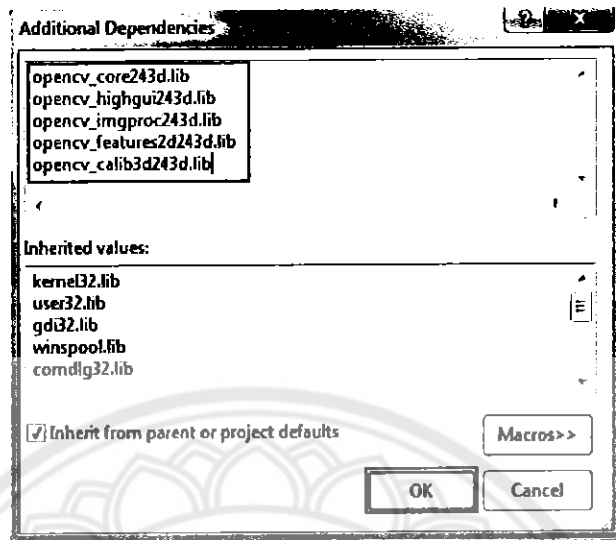 Additional Dependencies
opencv_core243d.lib
opencv_highgui243d.lib
opencv_imgproc243d.lib
opencv_features2d243d.lib
opencv_calib3d243d.lib
Inherited values:
kernel32.lib
user32.lib
gdi32.lib
winspool.lib
comdlg32.lib
Inherit from parent or project defaults
Macros>>
OK
Cancel